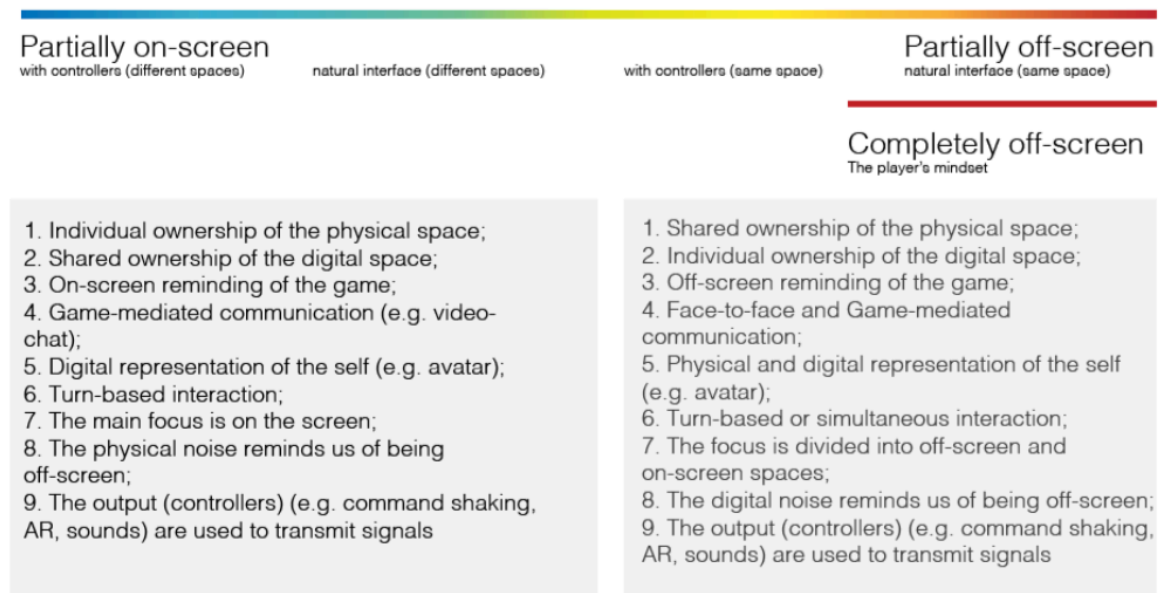 Partially on-screen
with controllers (different spaces)
natural interface (different spaces)
with controllers (same space)
Partially off-screen
natural interface (same space)
Completely off-screen
The player's mindset
1. Individual ownership of the physical space;
2. Shared ownership of the digital space;
3. On-screen reminding of the game;
4. Game-mediated communication (e.g. video-
chat);
5. Digital representation of the self (e.g. avatar);
6. Turn-based interaction;
7. The main focus is on the screen;
8. The physical noise reminds us of being
off-screen;
9. The output (controllers) (e.g. command shaking,
AR, sounds) are used to transmit signals
1. Shared ownership of the physical space;
2. Individual ownership of the digital space;
3. Off-screen reminding of the game;
4. Face-to-face and Game-mediated
communication;
5. Physical and digital representation of the self
(e.g. avatar);
6. Turn-based or simultaneous interaction;
7. The focus is divided into off-screen and
on-screen spaces;
8. The digital noise reminds us of being off-screen;
9. The output (controllers) (e.g. command shaking,
AR, sounds) are used to transmit signals